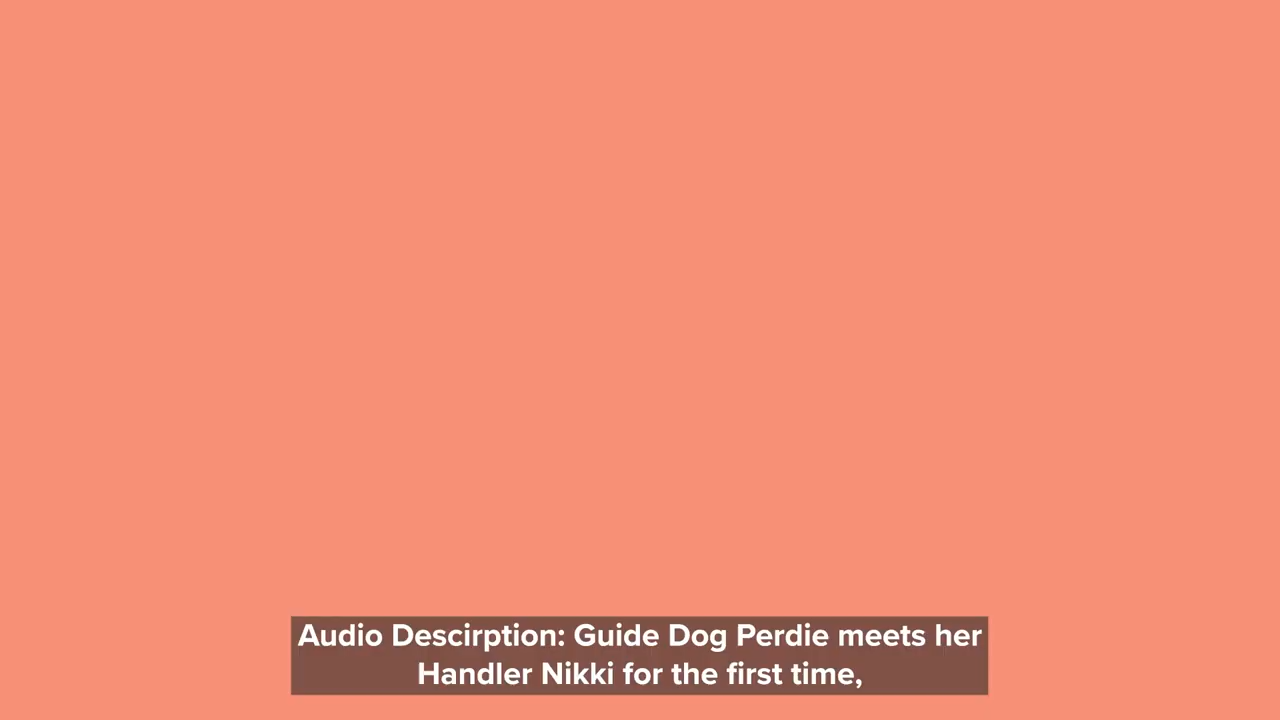 Audio Descirption: Guide Dog Perdie meets her
Handler Nikki for the first time,